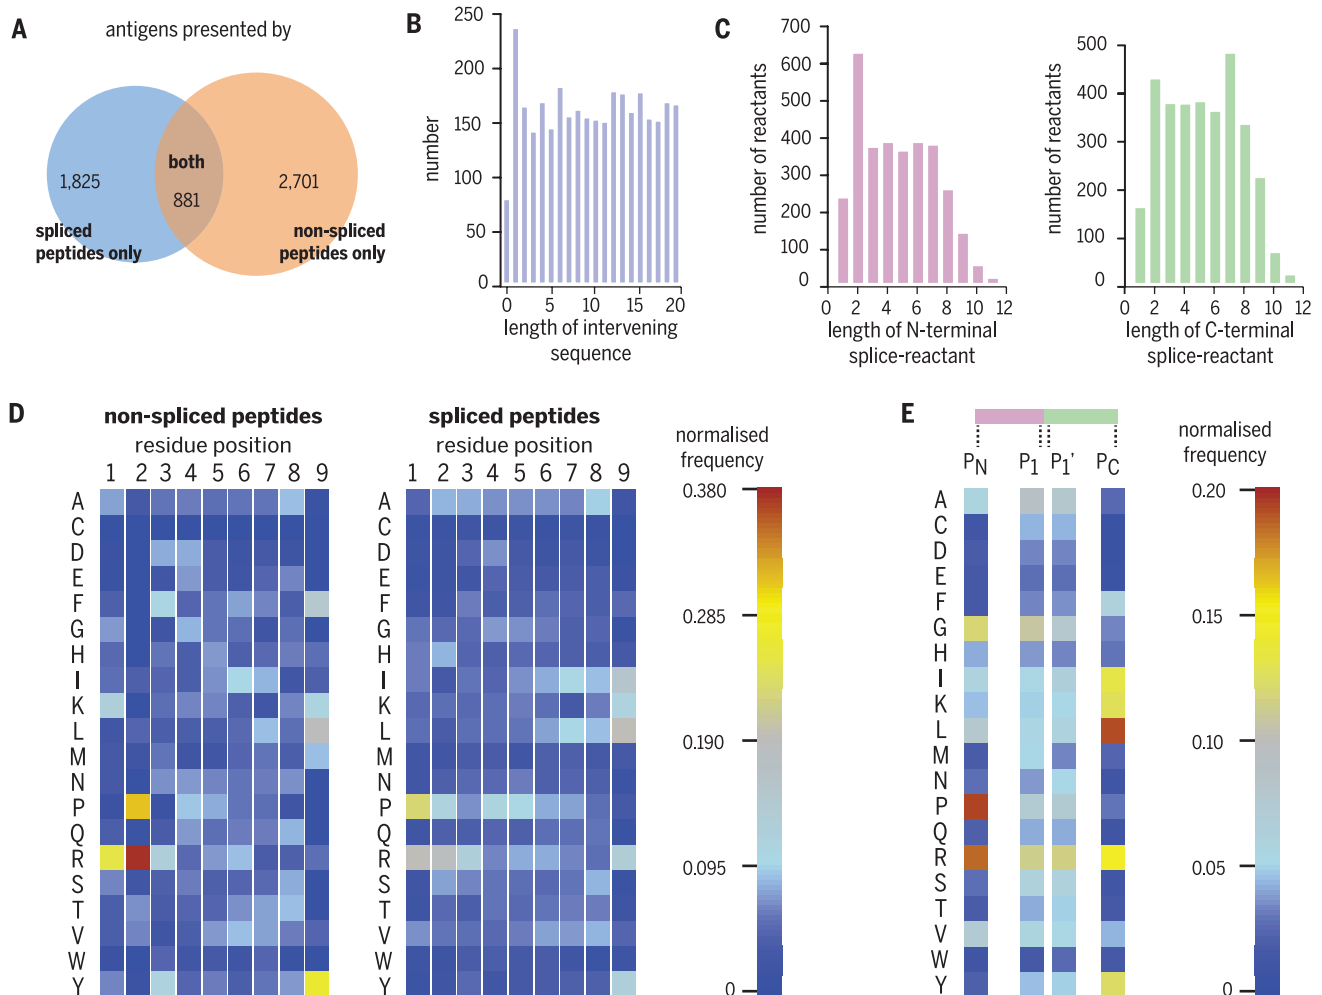 A
antigens presented by
both
1,825
881
2,701
spliced
peptides only
non-spliced
peptides only
B
number
250
200
150
100
50
0
0 5 10 15 20
length of intervening
sequence
C
number of reactants
700
600
500
400
300
200
100
0
0 2 4 6 8 10 12
length of N-terminal
splice-reactant
number of reactants
500
400
300
200
100
0
0 2 4 6 8 10 12
length of C-terminal
splice-reactant
D
non-spliced peptides
residue position
1 2 3 4 5 6 7 8 9
A
C
D
E
F
G
H
I
K
L
M
N
P
Q
R
S
T
V
W
Y
spliced peptides
residue position
1 2 3 4 5 6 7 8 9
A
C
D
E
F
G
H
I
K
L
M
N
P
Q
R
S
T
V
W
Y
normalised
frequency
0.380
0.285
0.190
0.095
0
E
PN P1 P1' PC
A
C
D
E
F
G
H
I
K
L
M
N
P
Q
R
S
T
V
W
Y
normalised
frequency
0.20
0.15
0.10
0.05
0